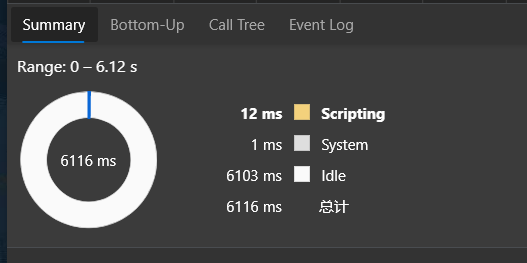 Summary Bottom-Up Call Tree Event Log
Range: 0 – 6.12 s
12 ms Scripting
6116 ms 1 ms System
6103 ms Idle
6116 ms 总计